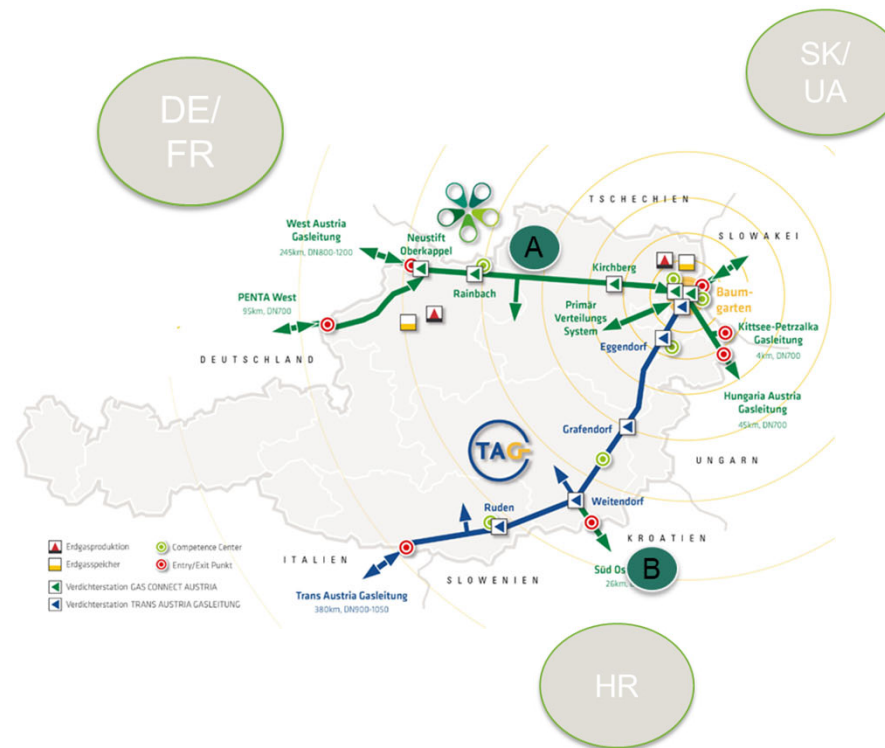 SK/
UA
DE/
FR
TSCHECHIEN
SLOWAKEI
West Austria
Gasleitung
245km, DN800-1200
Neustift
Oberkappel
A
Kirchberg
Rainbach
Baum-
garten
PENTA West
95km, DN700
Primär
Verteilungs
System
Kittsee-Petrzalka
Gasleitung
4km, DN700
Eggendorf
DEUTSCHLAND
Hungaria Austria
Gasleitung
45km, DN700
Grafendorf
TAG
UNGARN
Ruden
Weitendorf
KROATIEN
Erdgasproduktion
Competence Center
Erdgasspeicher
Entry/Exit Punkt
ITALIEN
SLOWENIEN
Süd
B
26km,
Verdichterstation GAS CONNECT AUSTRIA
Verdichterstation TRANS AUSTRIA GASLEITUNG
Trans Austria Gasleitung
380km, DN900-1050
HR